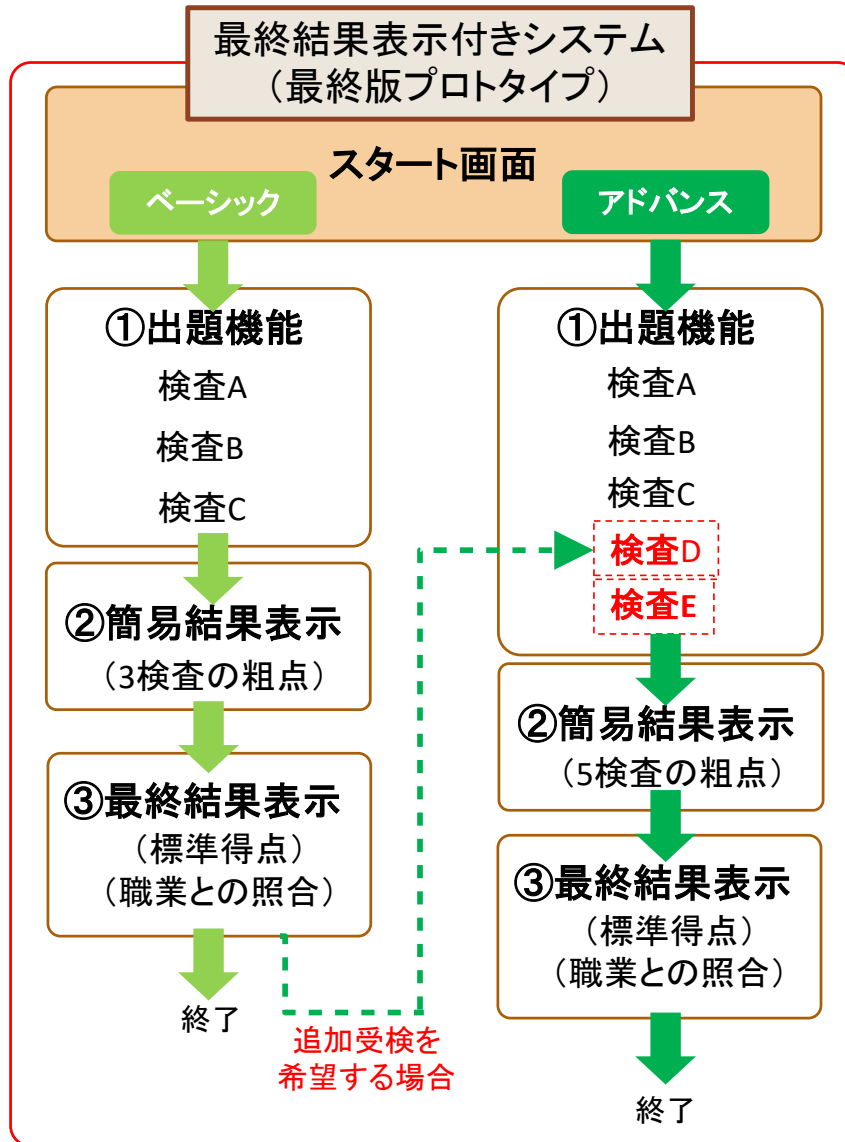 最終結果表示付きシステム
（最終版プロトタイプ）
スタート画面
ベーシック
アドバンス
①出題機能
検査A
検査B
検査C
②簡易結果表示
（3検査の粗点）
③最終結果表示
（標準得点）
（職業との照合）
終了
追加受検を
希望する場合
①出題機能
検査A
検査B
検査C
検査D
検査E
②簡易結果表示
（5検査の粗点）
③最終結果表示
（標準得点）
（職業との照合）
終了